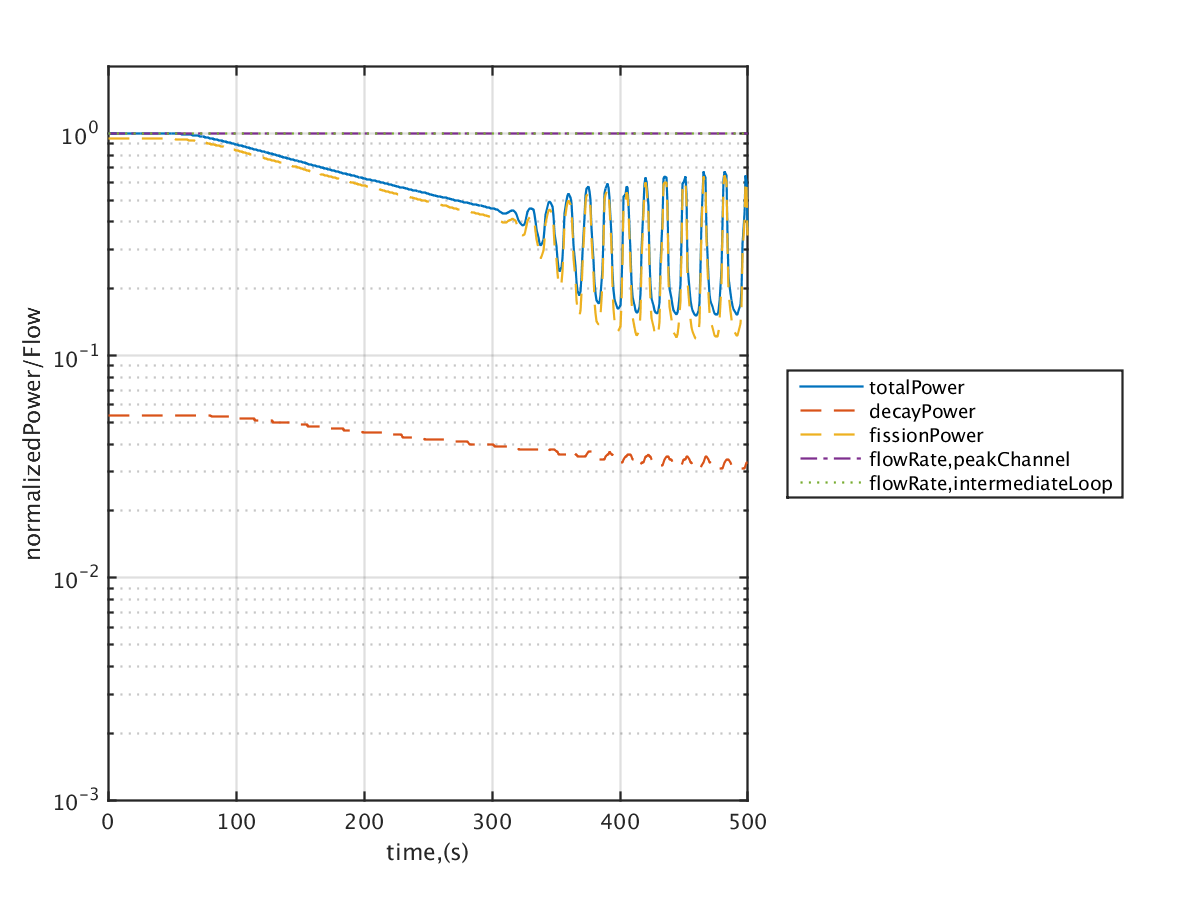 10^0
10^-1
10^-2
10^-3
normalizedPower/Flow
0 100 200 300 400 500
time,(s)
totalPower
decayPower
fissionPower
flowRate,peakChannel
flowRate,intermediateLoop